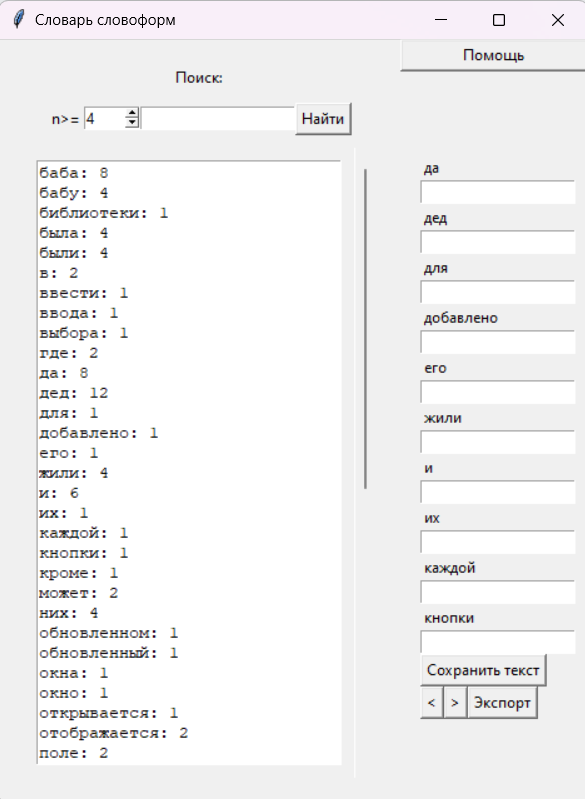 Словарь словоформ
Помощь
Поиск:
n>= 4 Найти
баба: 8
бабу: 4
библиотеки: 1
была: 4
были: 4
в: 2
ввести: 1
ввода: 1
выбора: 1
где: 2
да: 8
дед: 12
для: 1
добавлено: 1
его: 1
жили: 4
и: 6
их: 1
каждой: 1
кнопки: 1
кроме: 1
может: 2
них: 4
обновленном: 1
обновленный: 1
окна: 1
окно: 1
открывается: 1
отображается: 2
поле: 2
да
дед
для
добавлено
его
жили
и
их
каждой
кнопки
Сохранить текст
< > Экспорт